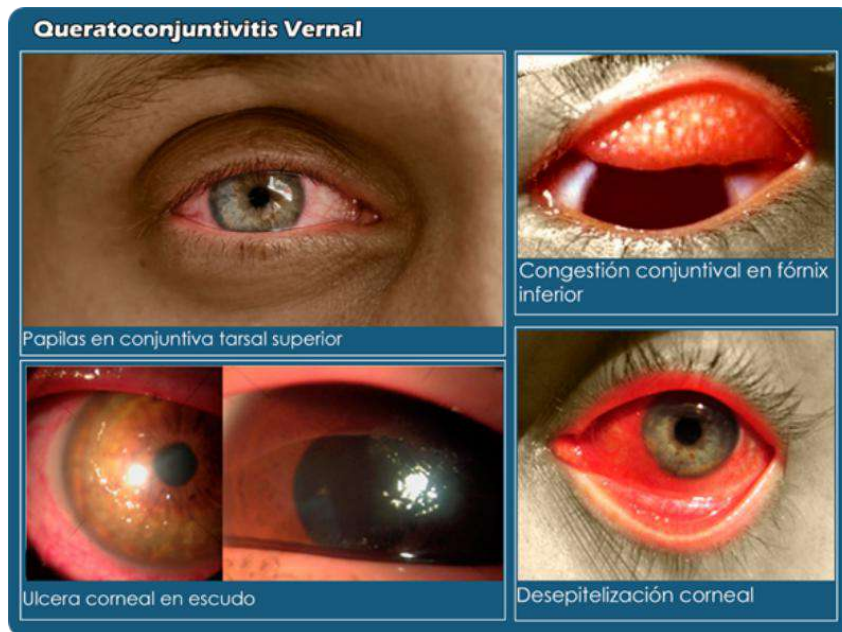 Queratoconjuntivitis Vernal
Papilas en conjuntiva tarsal superior
Congestión conjuntival en fórnix
inferior
Ulcera corneal en escudo
Desepitelización corneal